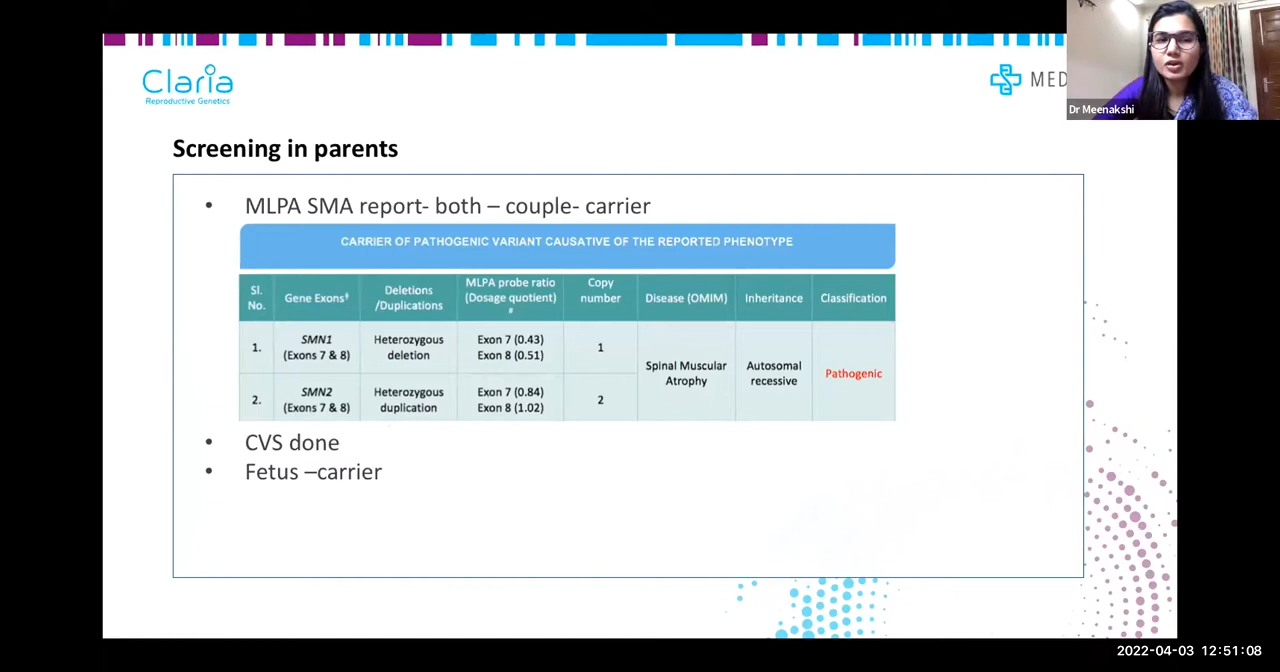 Claria
Reproductive Genetics
MED
Dr Meenakshi
Screening in parents
• MLPA SMA report- both – couple- carrier
CARRIER OF PATHOGENIC VARIANT CAUSATIVE OF THE REPORTED PHENOTYPE
Sl. No. Gene Exons† Deletions /Duplications MLPA probe ratio (Dosage quotient) # Copy number Disease (OMIM) Inheritance Classification
1. SMN1 (Exons 7 & 8) Heterozygous deletion Exon 7 (0.43) Exon 8 (0.51) 1
Spinal Muscular Atrophy Autosomal recessive Pathogenic
2. SMN2 (Exons 7 & 8) Heterozygous duplication Exon 7 (0.84) Exon 8 (1.02) 2
• CVS done
• Fetus –carrier
2022-04-03 12:51:08